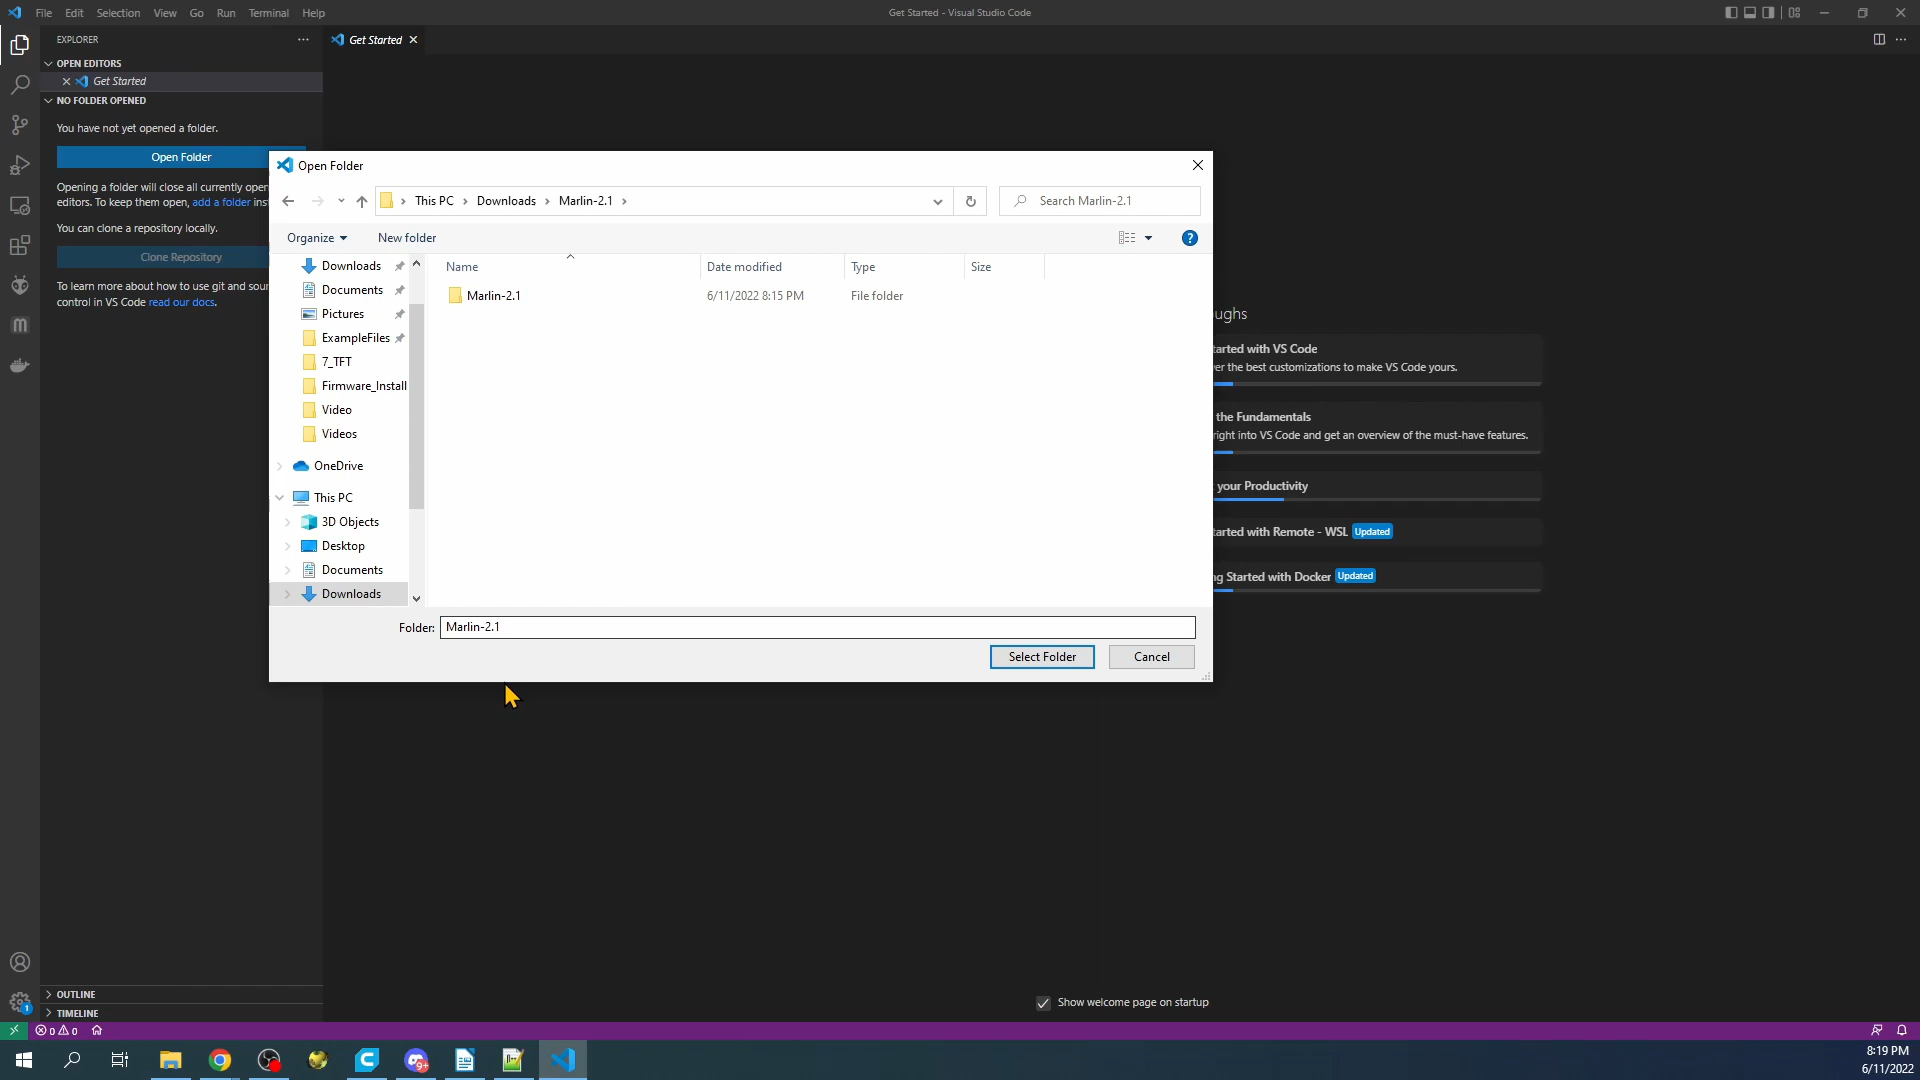 File Edit Selection View Go Run Terminal Help
Get Started - Visual Studio Code
EXPLORER
Get Started
OPEN EDITORS
Get Started
NO FOLDER OPENED
You have not yet opened a folder.
Open Folder
Opening a folder will close all currently open
editors. To keep them open, add a folder
You can clone a repository locally.
Clone Repository
To learn more about how to use git and
control in VS Code read our docs.
Open Folder
This PC Downloads Marlin-2.1
Search Marlin-2.1
Organize New folder
Downloads
Documents
Pictures
ExampleFiles
7_TFT
Firmware_Install
Video
Videos
OneDrive
This PC
3D Objects
Desktop
Documents
Downloads
Name Date modified Type Size
Marlin-2.1 6/11/2022 8:15 PM File folder
Folder: Marlin-2.1
Select Folder Cancel
ughs
tarted with VS Code
er the best customizations to make VS Code yours.
the Fundamentals
right into VS Code and get an overview of the must-have features.
your Productivity
tarted with Remote - WSL Updated
ng Started with Docker Updated
Show welcome page on startup
OUTLINE
TIMELINE
1
0 0
9+
8:19 PM
6/11/2022